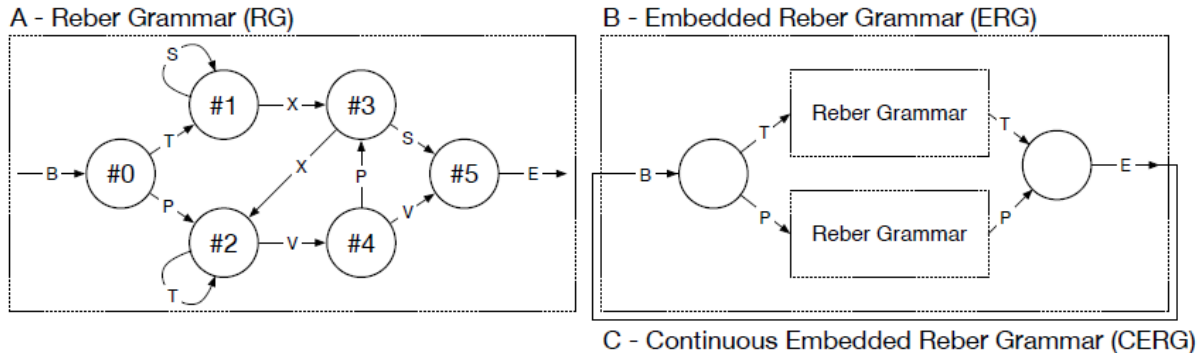 A - Reber Grammar (RG)
B - Embedded Reber Grammar (ERG)
S
#1
X
#3
T
S
B
#0
X
P
#5
E
P
V
#2
V
#4
T
Reber Grammar
T
T
B
E
P
Reber Grammar
P
C - Continuous Embedded Reber Grammar (CERG)